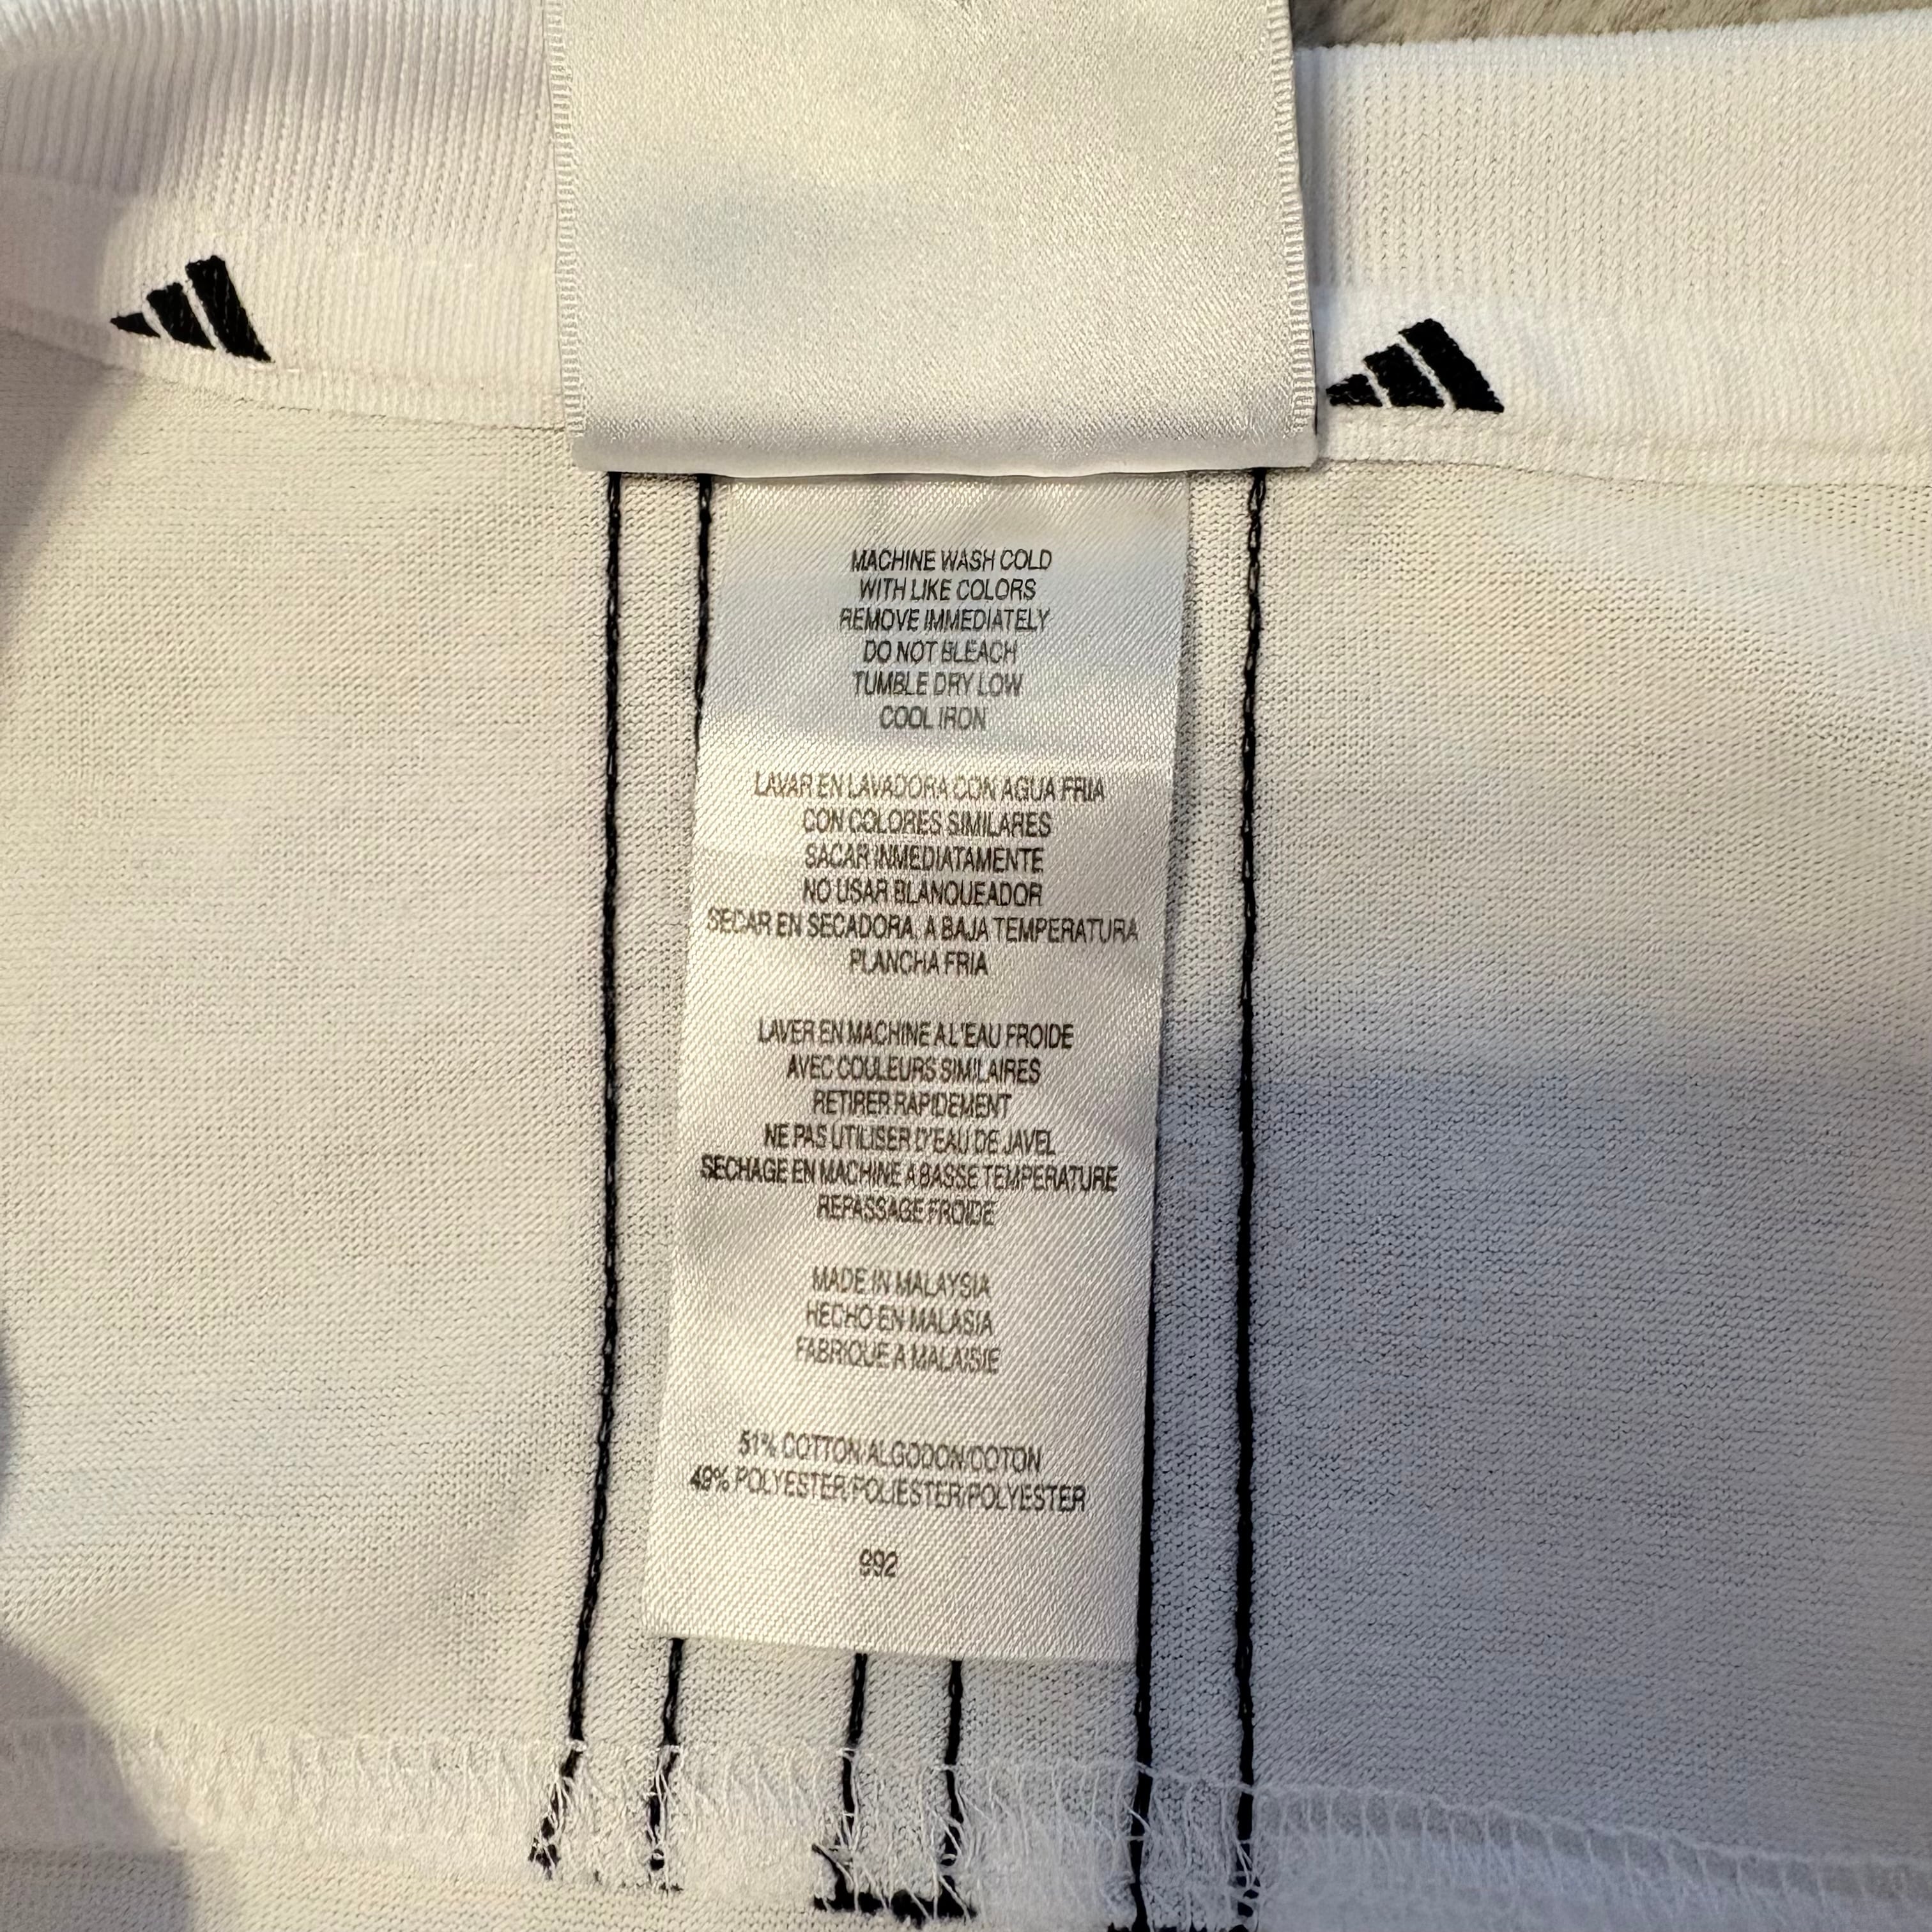 MACHINE WASH COLD
WITH LIKE COLORS
REMOVE IMMEDIATELY
DO NOT BLEACH
TUMBLE DRY LOW
COOL IRON
LAVAR EN LAVADORA CON AGUA FRIA
CON COLORES SIMILARES
SACAR INMEDIATAMENTE
NO USAR BLANQUEADOR
SECAR EN SECADORA, A BAJA TEMPERATURA
PLANCHA FRIA
LAVER EN MACHINE A L'EAU FROIDE
AVEC COULEURS SIMILAIRES
RETIRER RAPIDEMENT
NE PAS UTILISER D'EAU DE JAVEL
SECHAGE EN MACHINE A BASSE TEMPERATURE
REPASSAGE FROIDE
MADE IN MALAYSIA
HECHO EN MALASIA
FABRIQUE A MALAISIE
51% COTTON/ALGODON/COTON
49% POLYESTER/POLIESTER/POLYESTER
992